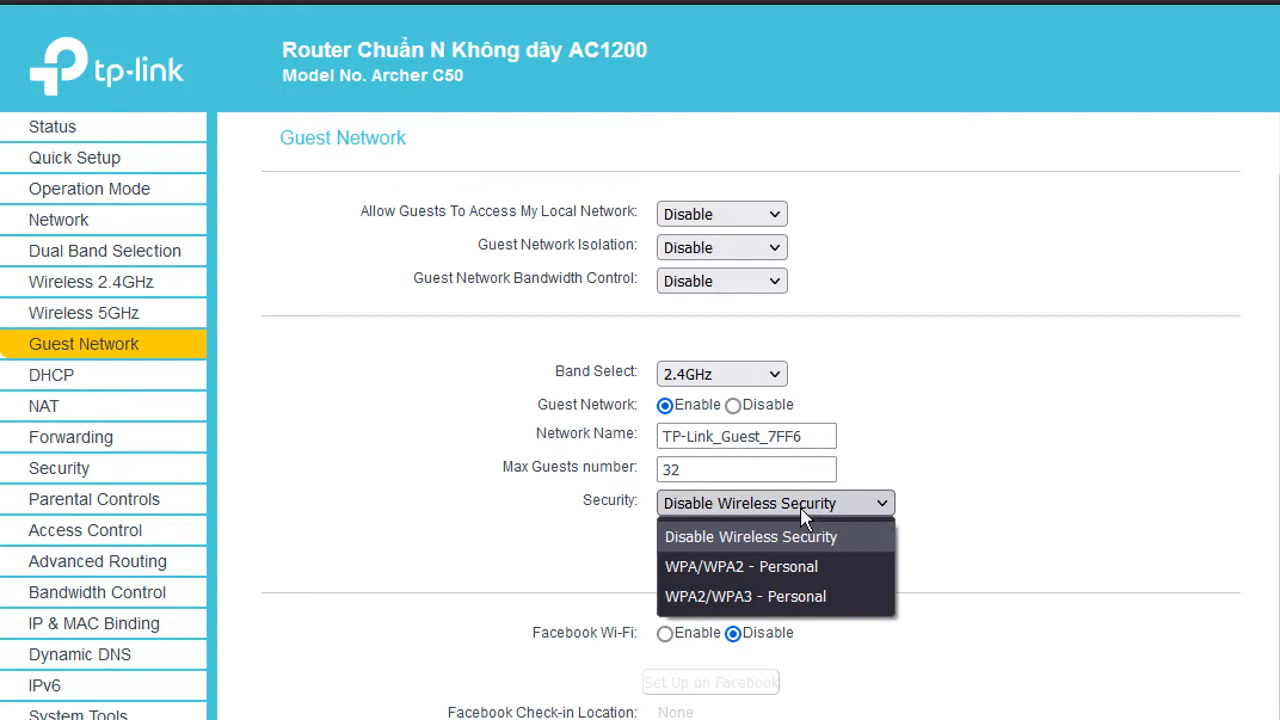 tp-link
Router Chuẩn N Không dây AC1200
Model No. Archer C50
Status
Quick Setup
Operation Mode
Network
Dual Band Selection
Wireless 2.4GHz
Wireless 5GHz
Guest Network
DHCP
NAT
Forwarding
Security
Parental Controls
Access Control
Advanced Routing
Bandwidth Control
IP & MAC Binding
Dynamic DNS
IPv6
System Tools
Guest Network
Allow Guests To Access My Local Network: Disable
Guest Network Isolation: Disable
Guest Network Bandwidth Control: Disable
Band Select: 2.4GHz
Guest Network: Enable Disable
Network Name: TP-Link_Guest_7FF6
Max Guests number: 32
Security: Disable Wireless Security
Disable Wireless Security
WPA/WPA2 - Personal
WPA2/WPA3 - Personal
Facebook Wi-Fi: Enable Disable
Set Up on Facebook
Facebook Check-in Location: None